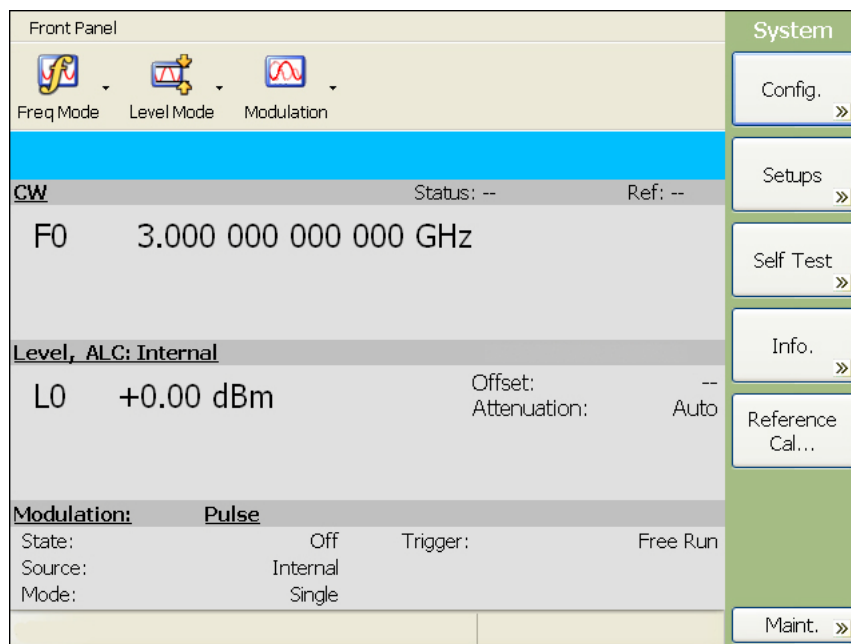 Front Panel
Freq Mode Level Mode Modulation
CW Status: -- Ref: --
F0 3.000 000 000 000 GHz
Level, ALC: Internal
L0 +0.00 dBm
Offset: --
Attenuation: Auto
Modulation: Pulse
State: Off Trigger: Free Run
Source: Internal
Mode: Single
System
Config.
Setups
Self Test
Info.
Reference
Cal...
Maint.